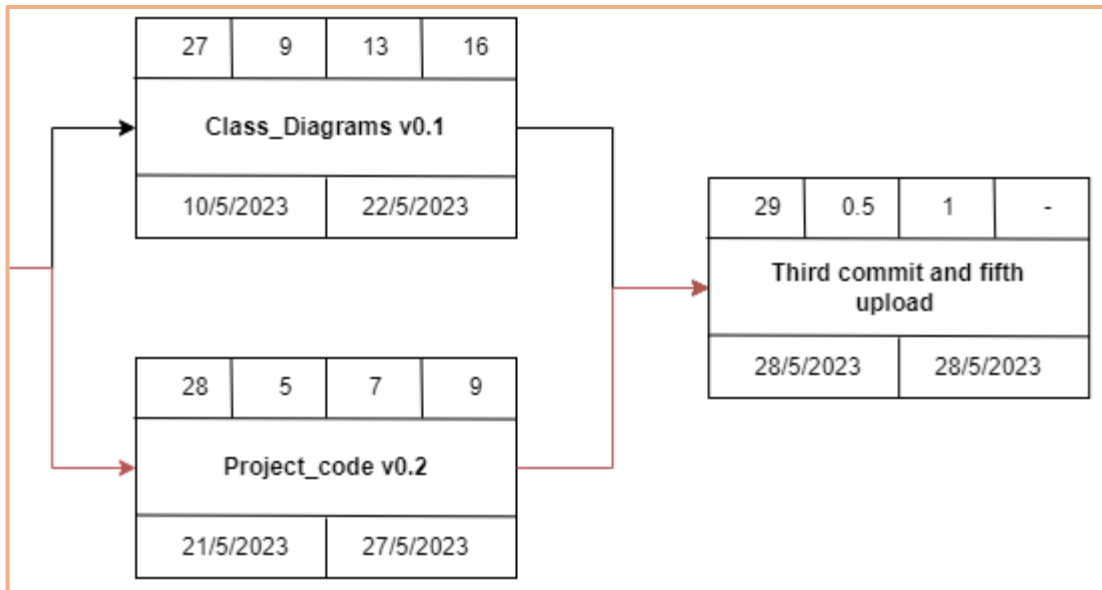 27 9 13 16
Class_Diagrams v0.1
10/5/2023 22/5/2023
29 0.5 1 -
Third commit and fifth
upload
28/5/2023 28/5/2023
28 5 7 9
Project_code v0.2
21/5/2023 27/5/2023